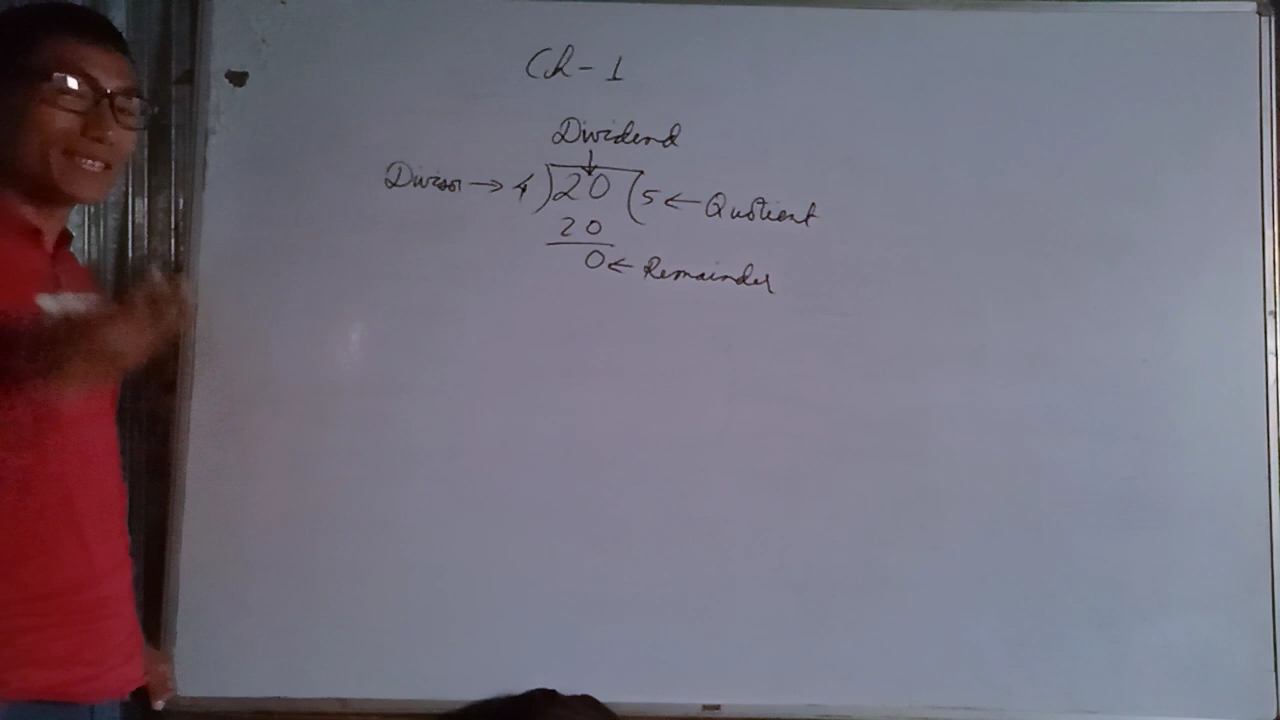 Ch-1
Dividend
↓
Divisor → 4)20(5 ← Quotient
20
0 ← Remainder